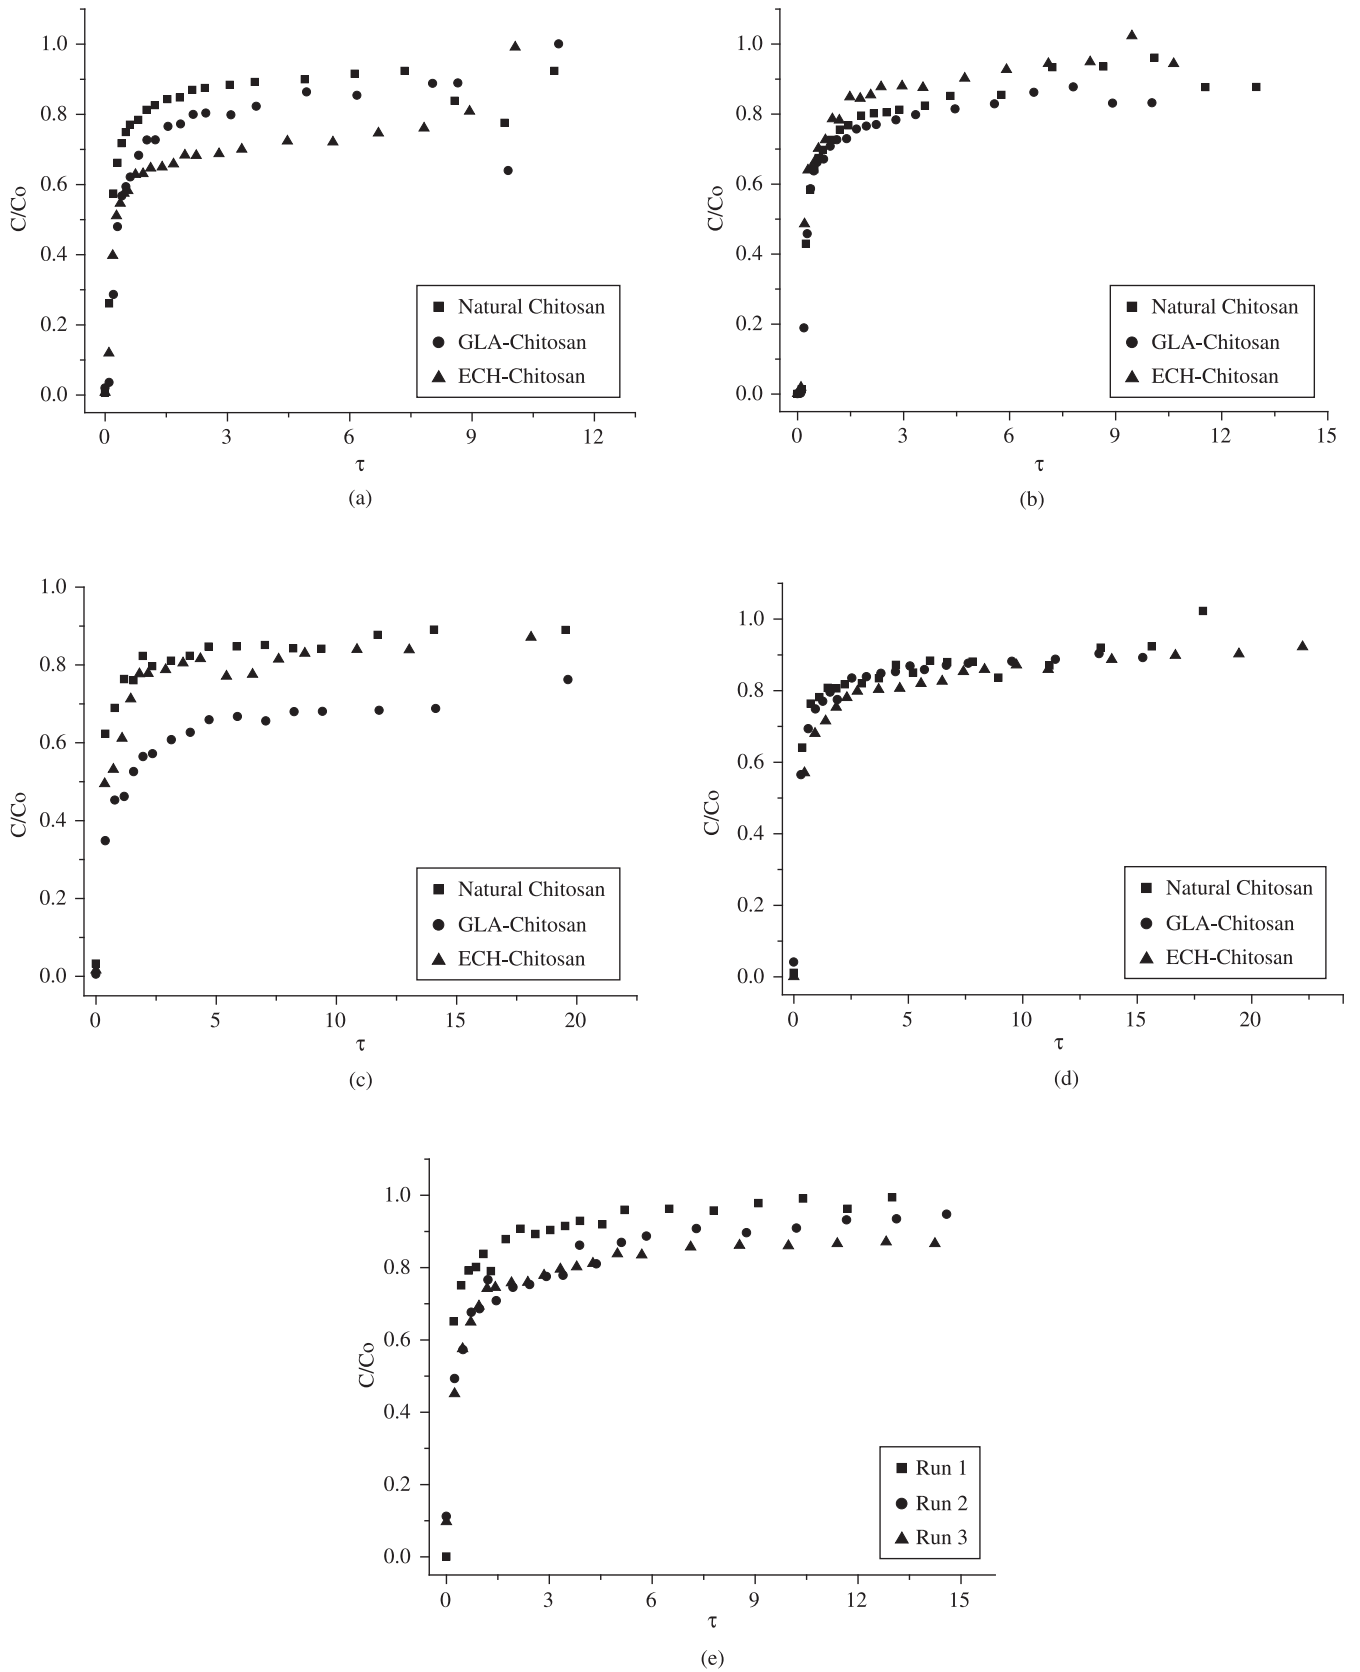 1.0
0.8
0.6
0.4
0.2
0.0
C/Co
Natural Chitosan
GLA-Chitosan
ECH-Chitosan
0 3 6 9 12
τ
(a)
1.0
0.8
0.6
0.4
0.2
0.0
C/Co
Natural Chitosan
GLA-Chitosan
ECH-Chitosan
0 3 6 9 12 15
τ
(b)
1.0
0.8
0.6
0.4
0.2
0.0
C/Co
Natural Chitosan
GLA-Chitosan
ECH-Chitosan
0 5 10 15 20
τ
(c)
1.0
0.8
0.6
0.4
0.2
0.0
C/Co
Natural Chitosan
GLA-Chitosan
ECH-Chitosan
0 5 10 15 20
τ
(d)
1.0
0.8
0.6
0.4
0.2
0.0
C/Co
Run 1
Run 2
Run 3
0 3 6 9 12 15
τ
(e)